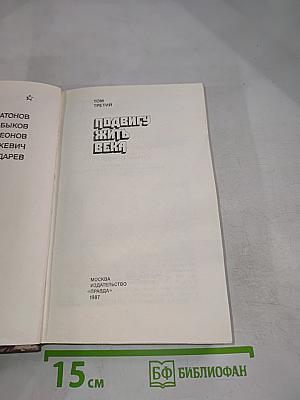 АТОНОВ
БЫКОВ
ЕОНОВ
КЕВИЧ
ДАРЕВ
ТОМ
ТРЕТИЙ
ПОДВИГУ
ЖИТЬ
ВЕКА
МОСКВА
ИЗДАТЕЛЬСТВО
«ПРАВДА»
1987
15 см
БФ БИБЛИОФАН